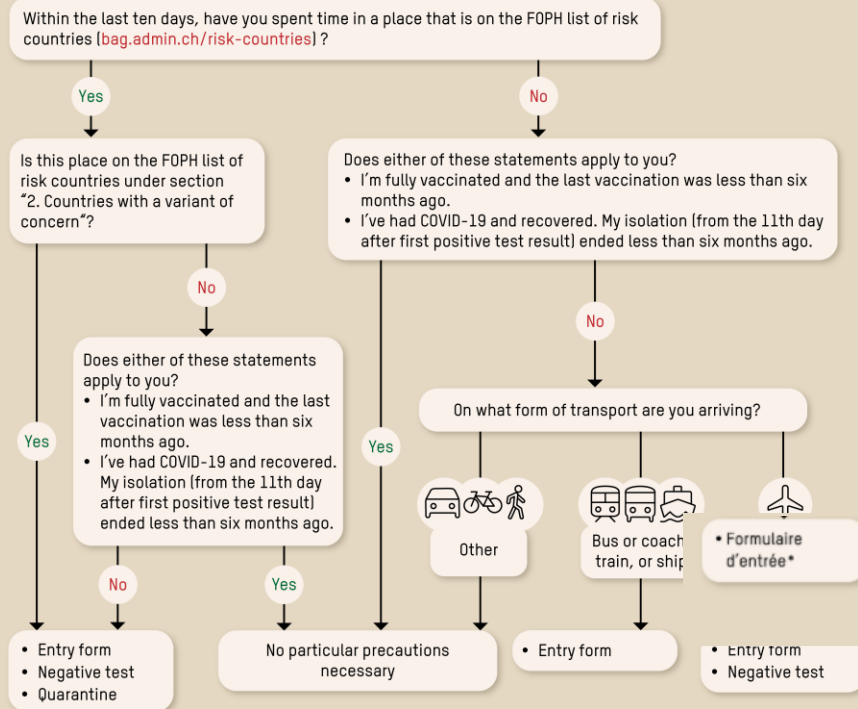 Within the last ten days, have you spent time in a place that is on the FOPH list of risk
countries (bag.admin.ch/risk-countries) ?
Yes
No
Is this place on the FOPH list of
risk countries under section
“2. Countries with a variant of
concern“?
Does either of these statements apply to you?
• I’m fully vaccinated and the last vaccination was less than six
months ago.
• I’ve had COVID-19 and recovered. My isolation (from the 11th day
after first positive test result) ended less than six months ago.
No
No
Does either of these statements
apply to you?
• I’m fully vaccinated and the last
vaccination was less than six
months ago.
• I’ve had COVID-19 and recovered.
My isolation (from the 11th day
after first positive test result)
ended less than six months ago.
On what form of transport are you arriving?
Yes
Yes
Other
Bus or coach
train, or ship
• Formulaire
d’entrée*
No
Yes
• Entry form
• Negative test
• Quarantine
No particular precautions
necessary
• Entry form
• Entry form
• Negative test